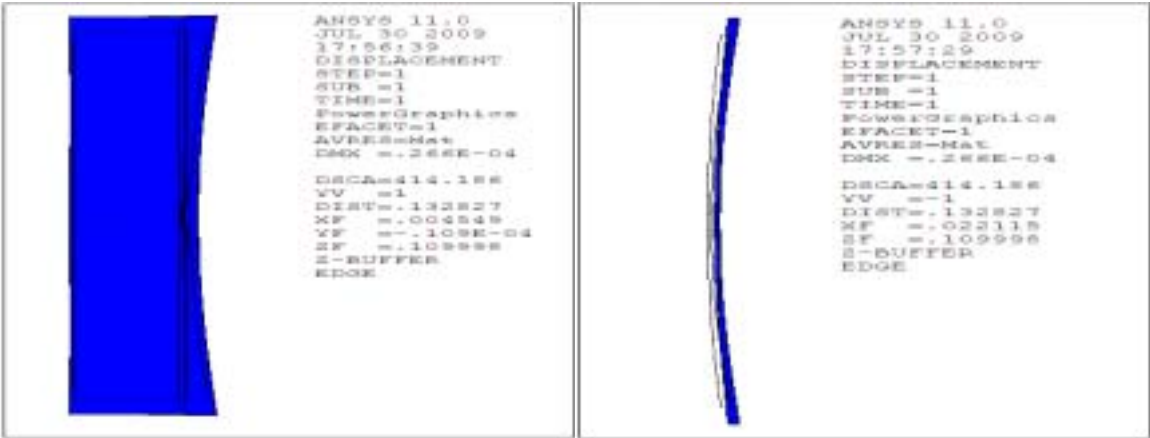 ANSYS 11.0
JUL 30 2009
17:56:39
DISPLACEMENT
STEP=1
SUB =1
TIME=1
PowerGraphics
EFACET=1
AVRES=Mat
DMX =.266E-04
DSCA=414.186
YV =1
DIST=.132827
XF =.004549
YF =-.109E-04
ZF =.109998
Z-BUFFER
EDGE
ANSYS 11.0
JUL 30 2009
17:57:29
DISPLACEMENT
STEP=1
SUB =1
TIME=1
PowerGraphics
EFACET=1
AVRES=Mat
DMX =.266E-04
DSCA=414.186
YV =-1
DIST=.132827
XF =.022115
ZF =.109998
Z-BUFFER
EDGE